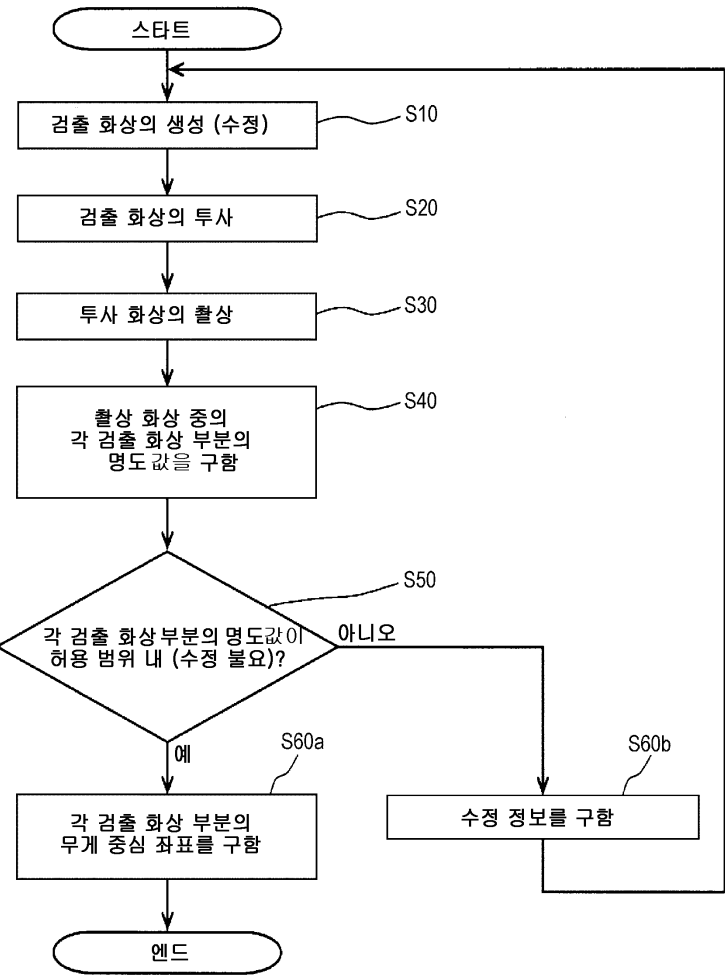 스타트
검출 화상의 생성 (수정)
S10
검출 화상의 투사
S20
투사 화상의 촬상
S30
촬상 화상 중의
각 검출 화상 부분의
명도값을 구함
S40
S50
각 검출 화상 부분의 명도값이
허용 범위 내 (수정 불요)?
아니오
예
S60a
각 검출 화상 부분의
무게 중심 좌표를 구함
S60b
수정 정보를 구함
엔드